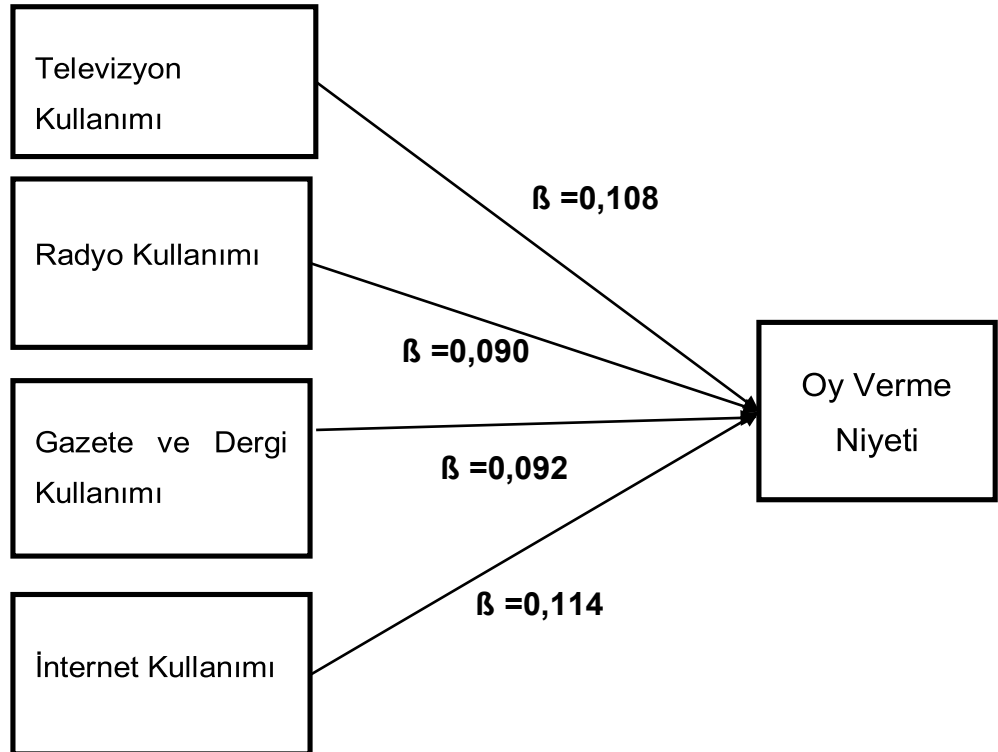 Televizyon
Kullanımı
ß =0,108
Radyo Kullanımı
ß =0,090
Oy Verme
Niyeti
Gazete ve Dergi
Kullanımı
ß =0,092
ß =0,114
İnternet Kullanımı